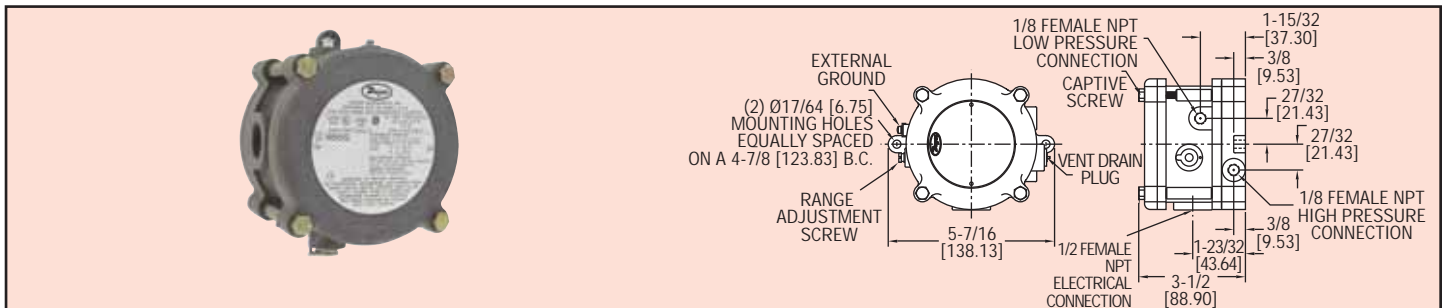 EXTERNAL
GROUND
(2) Ø17/64 [6.75]
MOUNTING HOLES
EQUALLY SPACED
ON A 4-7/8 [123.83] B.C.
RANGE
ADJUSTMENT
SCREW
5-7/16
[138.13]
VENT DRAIN
PLUG
1/8 FEMALE NPT
LOW PRESSURE
CONNECTION
CAPTIVE
SCREW
1-15/32
[37.30]
3/8
[9.53]
27/32
[21.43]
27/32
[21.43]
1/8 FEMALE NPT
HIGH PRESSURE
CONNECTION
3/8
[9.53]
1-23/32
[43.64]
3-1/2
[88.90]
1/2 FEMALE
NPT
ELECTRICAL
CONNECTION